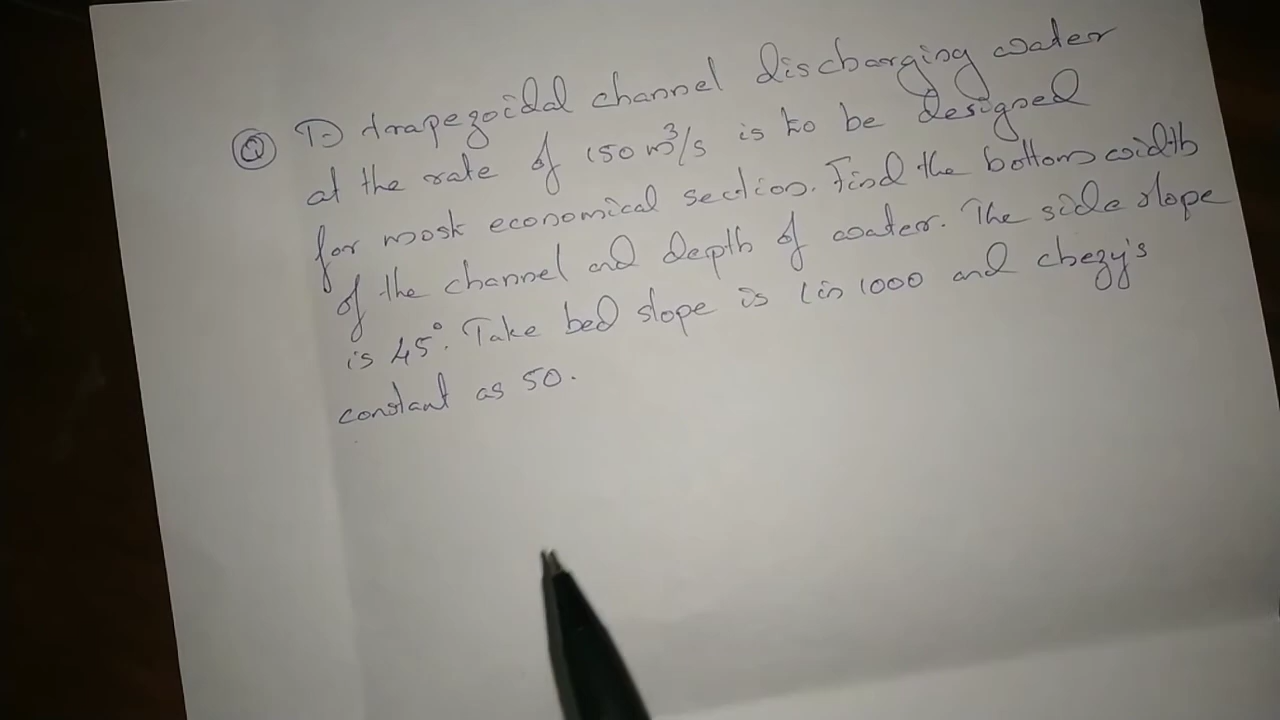 Q 1) trapezoidal channel discharging water
at the rate of 150 m³/s is to be designed
for most economical section. Find the bottom width
of the channel and depth of water. The side slope
is 45°. Take bed slope is 1 in 1000 and chezy's
constant as 50.